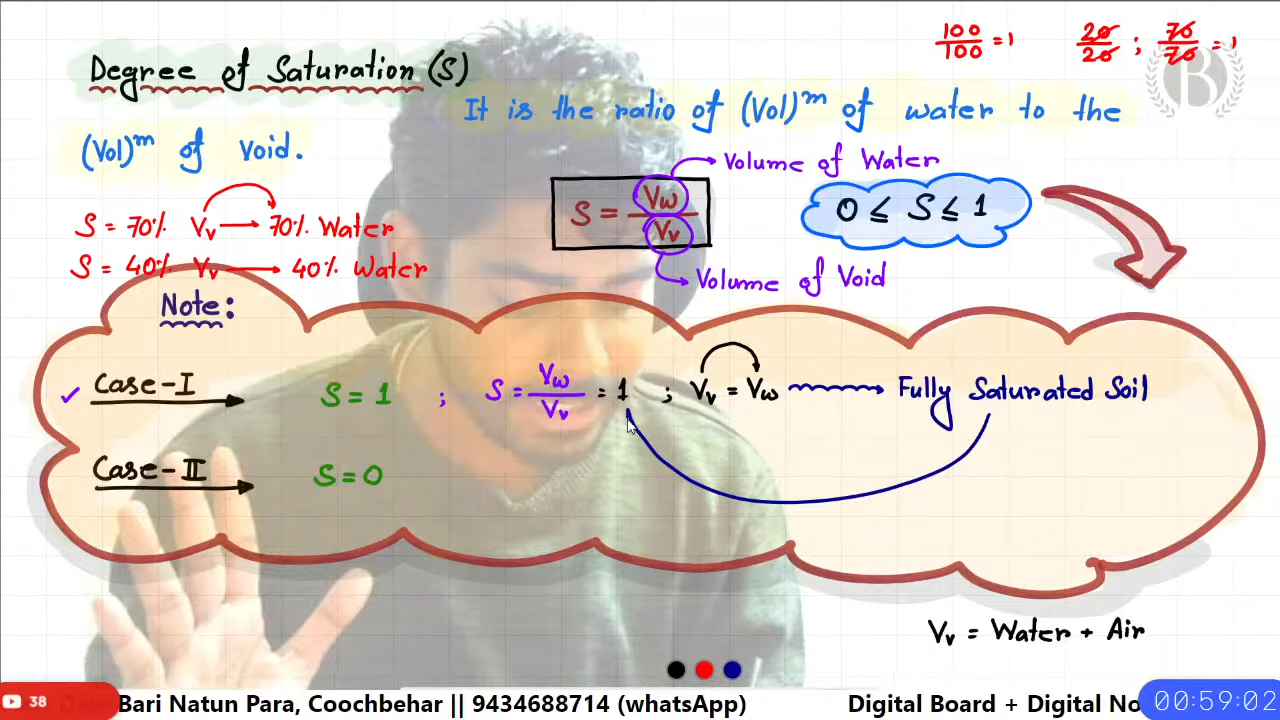 100/100 = 1 20/20 ; 70/70 = 1
Degree of Saturation (S)
It is the ratio of (Vol)^m of water to the
(Vol)^m of Void.
Volume of Water
S = 70% Vv → 70% Water
S = Vw/Vv
0 ≤ S ≤ 1
S = 40% Vv → 40% Water
Volume of Void
Note:
✓ Case-I → S = 1 ; S = Vw/Vv = 1 ; Vv = Vw → Fully Saturated Soil
Case-II → S = 0
Vv = Water + Air
38
Bari Natun Para, Coochbehar || 9434688714 (whatsApp)
Digital Board + Digital No
00:59:02
B